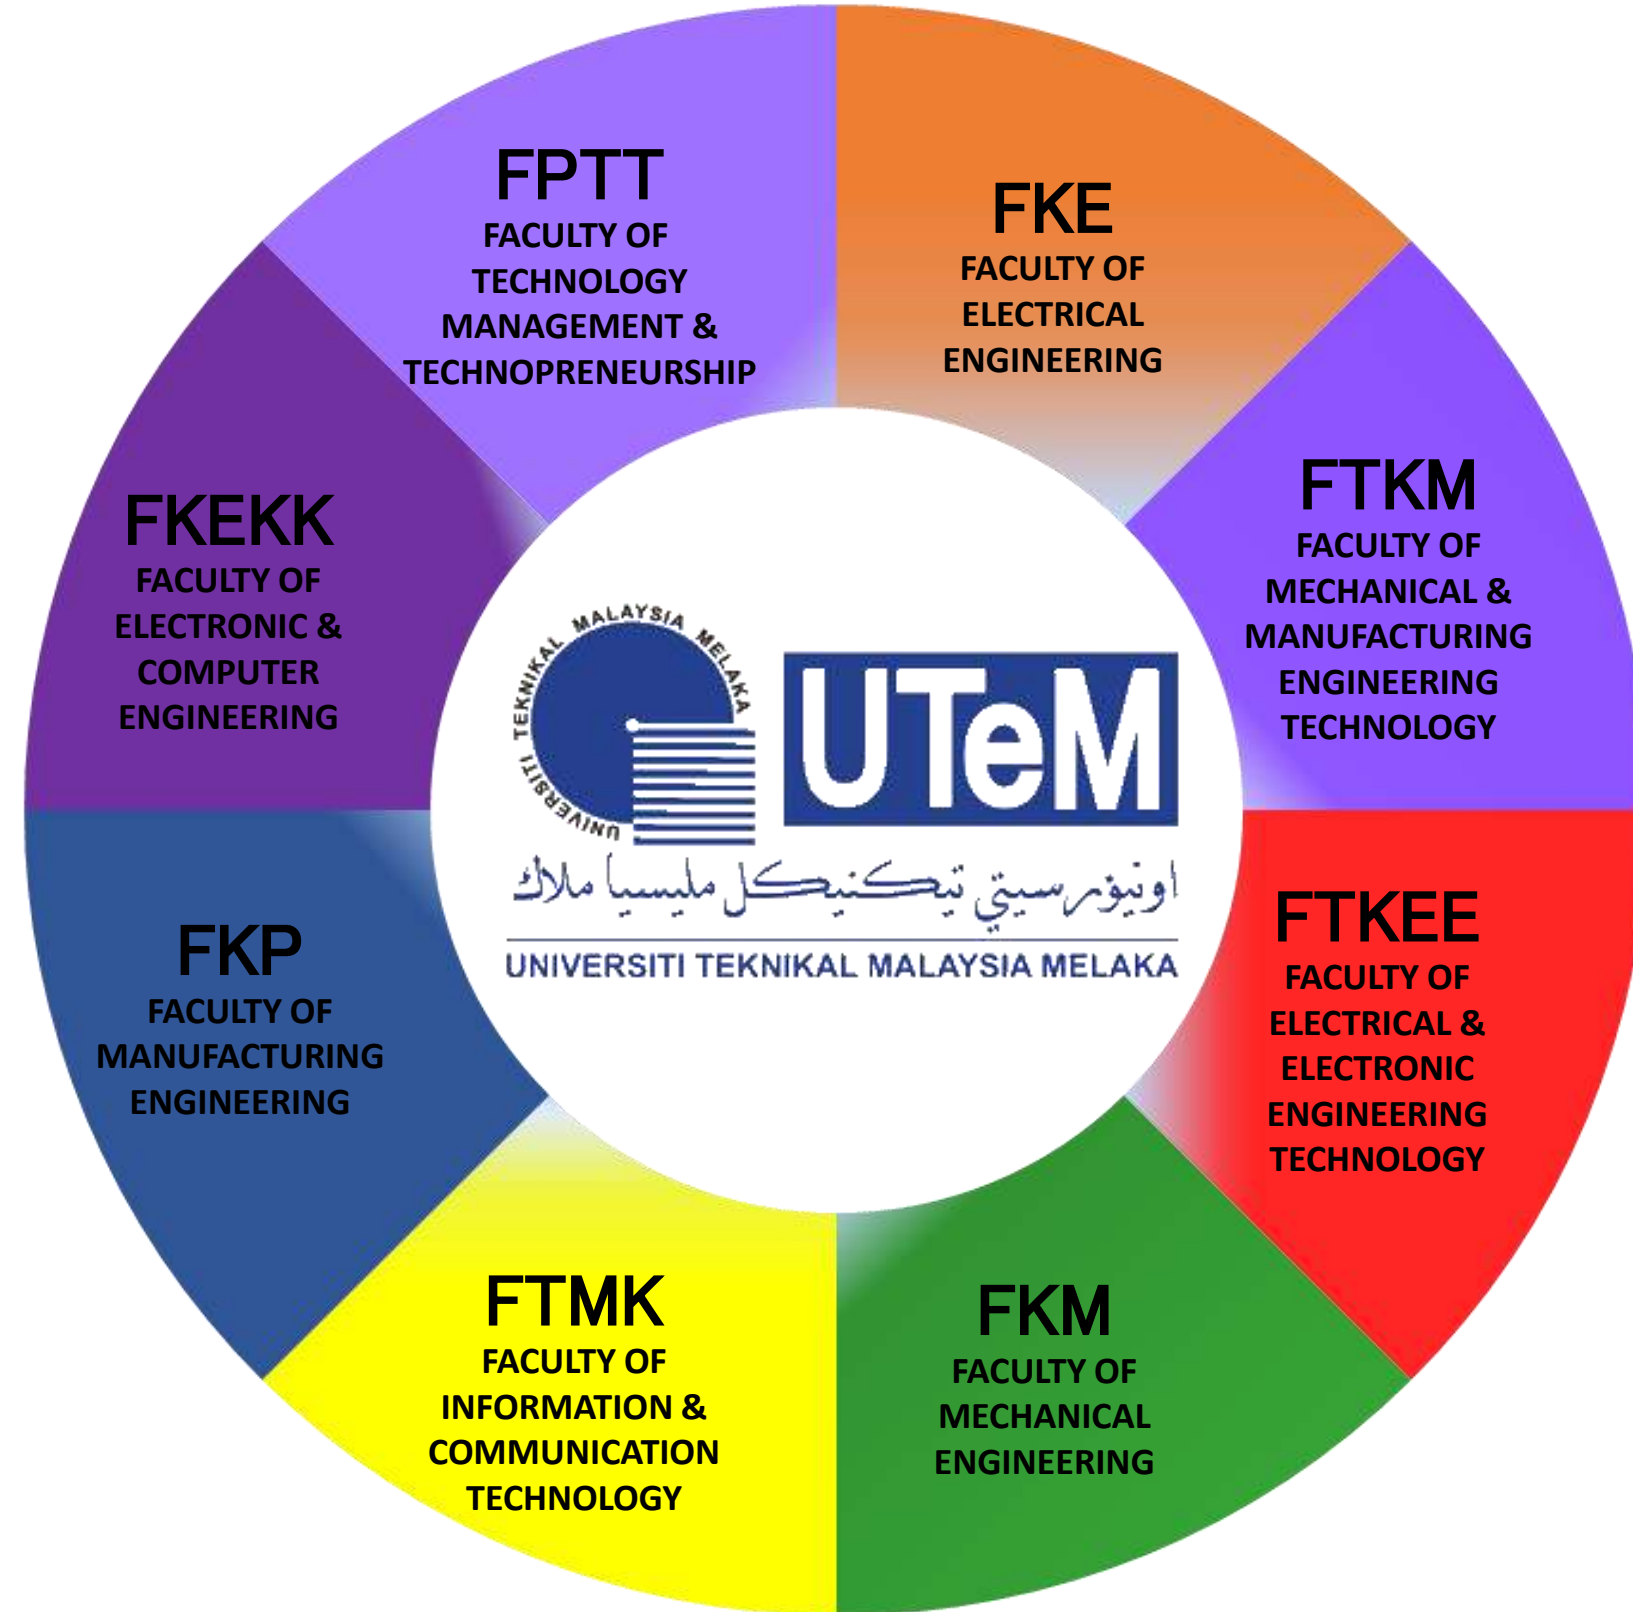 FPTT
FACULTY OF
TECHNOLOGY
MANAGEMENT &
TECHNOPRENEURSHIP
FKE
FACULTY OF
ELECTRICAL
ENGINEERING
FTKM
FACULTY OF
MECHANICAL &
MANUFACTURING
ENGINEERING
TECHNOLOGY
FTKEE
FACULTY OF
ELECTRICAL &
ELECTRONIC
ENGINEERING
TECHNOLOGY
FKM
FACULTY OF
MECHANICAL
ENGINEERING
FTMK
FACULTY OF
INFORMATION &
COMMUNICATION
TECHNOLOGY
FKP
FACULTY OF
MANUFACTURING
ENGINEERING
FKEKK
FACULTY OF
ELECTRONIC &
COMPUTER
ENGINEERING
UNIVERSITI TEKNIKAL MALAYSIA MELAKA
UTeM
اونيۏرسيتي تيكنيكل مليسيا ملاك
UNIVERSITI TEKNIKAL MALAYSIA MELAKA